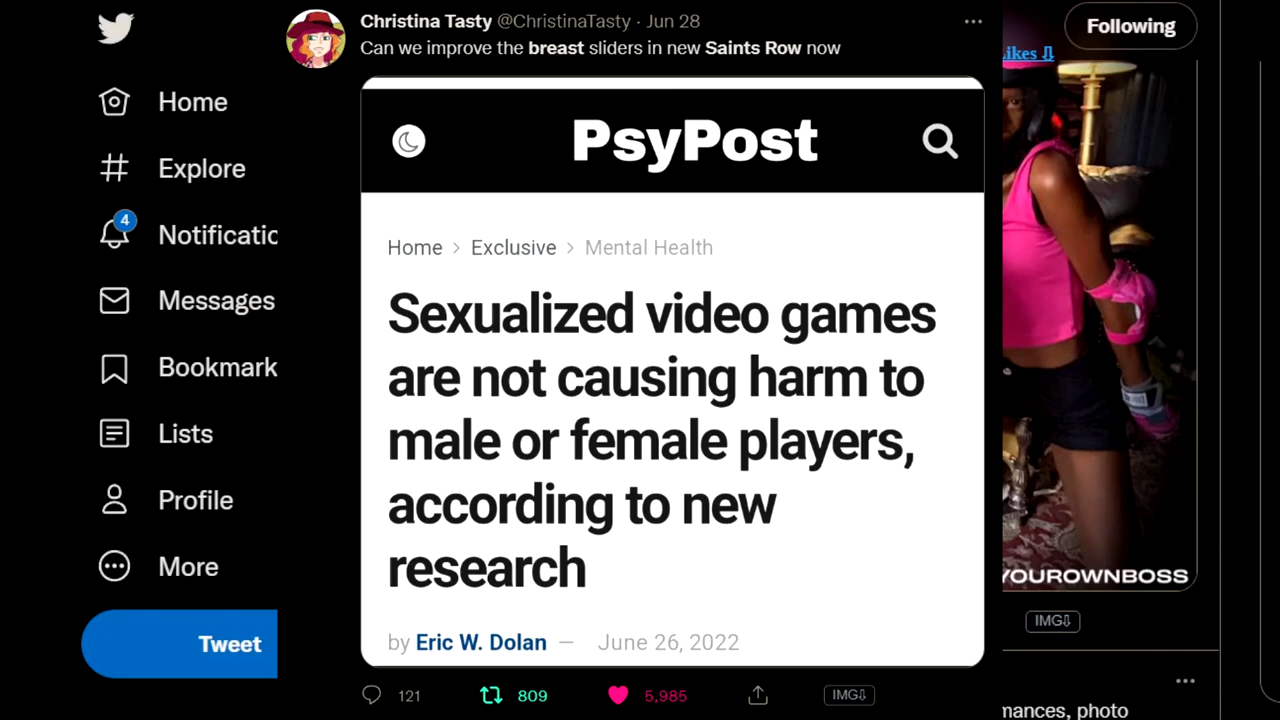 Christina Tasty @ChristinaTasty · Jun 28
Can we improve the breast sliders in new Saints Row now
Following
ikes ⇩
Home
Explore
4
Notificatic
Messages
Bookmark
Lists
Profile
More
Tweet
PsyPost
Home > Exclusive > Mental Health
Sexualized video games
are not causing harm to
male or female players,
according to new
research
by Eric W. Dolan — June 26, 2022
121
809
5,985
IMG⇩
YOUROWNBOSS
IMG⇩
mances, photo